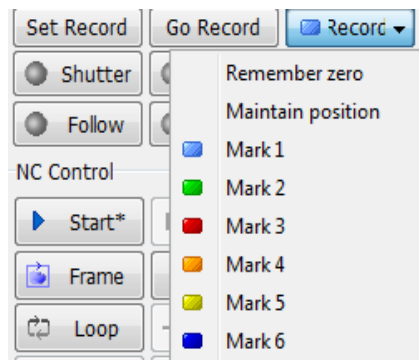 Set Record Go Record Record
Shutter Remember zero
Maintain position
Follow Mark 1
NC Control Mark 2
Start* Mark 3
Mark 4
Frame Mark 5
Loop Mark 6